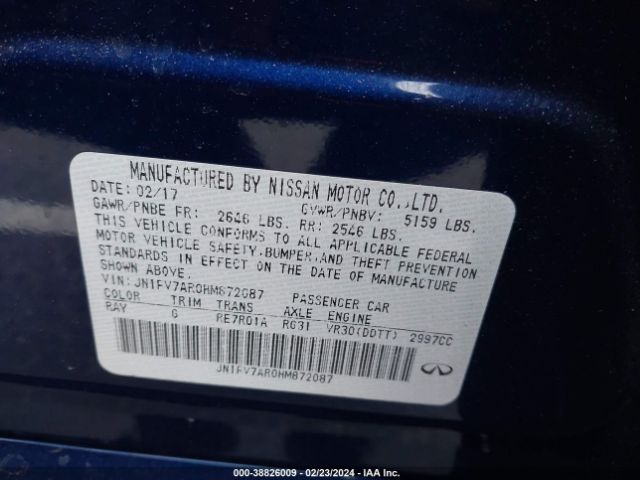 MANUFACTURED BY NISSAN MOTOR CO.,LTD.
DATE: 02/17 GVWR/PNBV: 5159 LBS.
GAWR/PNBE FR: 2646 LBS. RR: 2546 LBS.
THIS VEHICLE CONFORMS TO ALL APPLICABLE FEDERAL
MOTOR VEHICLE SAFETY,BUMPER,AND THEFT PREVENTION
STANDARDS IN EFFECT ON THE DATE OF MANUFACTURE
SHOWN ABOVE.
VIN: JN1FV7AR0HM872087 PASSENGER CAR
COLOR TRIM TRANS AXLE ENGINE
RAY G RE7R01A RG31 VR30(DDTT) 2997CC
JN1FV7AR0HM872087
000-38826009 - 02/23/2024 - IAA Inc.